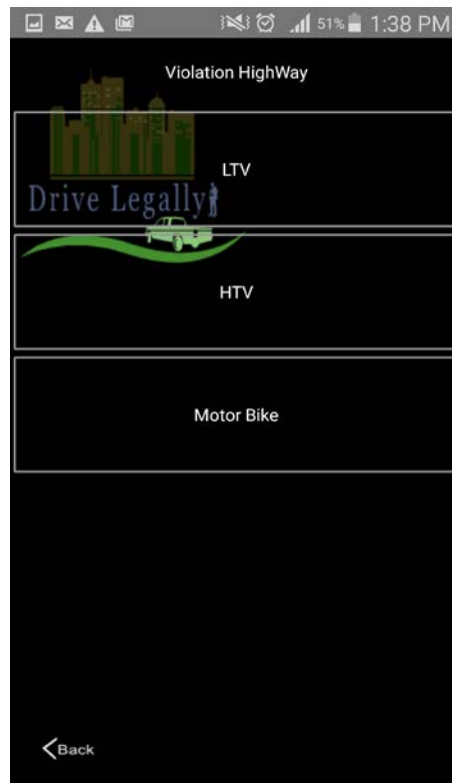 51% 1:38 PM
Violation HighWay
LTV
Drive Legally
HTV
Motor Bike
Back